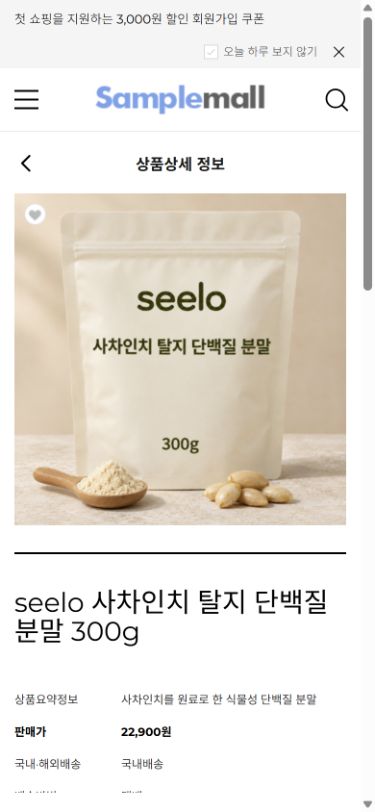 첫 쇼핑을 지원하는 3,000원 할인 회원가입 쿠폰
오늘 하루 보지 않기
Samplemall
상품상세 정보
seelo
사차인치 탈지 단백질 분말
300g
seelo 사차인치 탈지 단백질
분말 300g
상품요약정보 사차인치를 원료로 한 식물성 단백질 분말
판매가 22,900원
국내·해외배송 국내배송